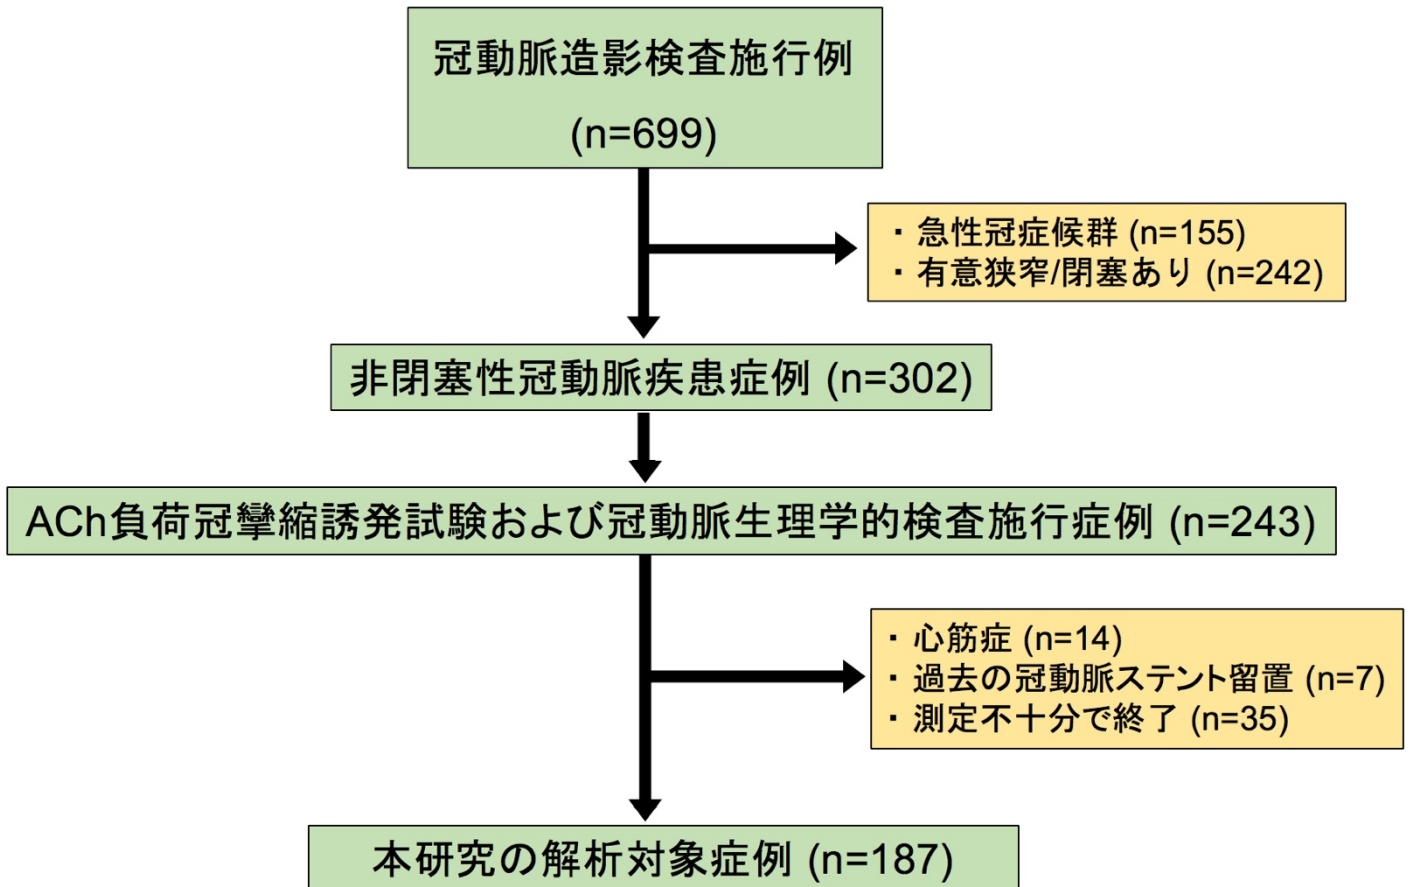 冠動脈造影検査施行例
(n=699)
・ 急性冠症候群 (n=155)
・ 有意狭窄/閉塞あり (n=242)
非閉塞性冠動脈疾患症例 (n=302)
ACh負荷冠攣縮誘発試験および冠動脈生理学的検査施行症例 (n=243)
・ 心筋症 (n=14)
・ 過去の冠動脈ステント留置 (n=7)
・ 測定不十分で終了 (n=35)
本研究の解析対象症例 (n=187)